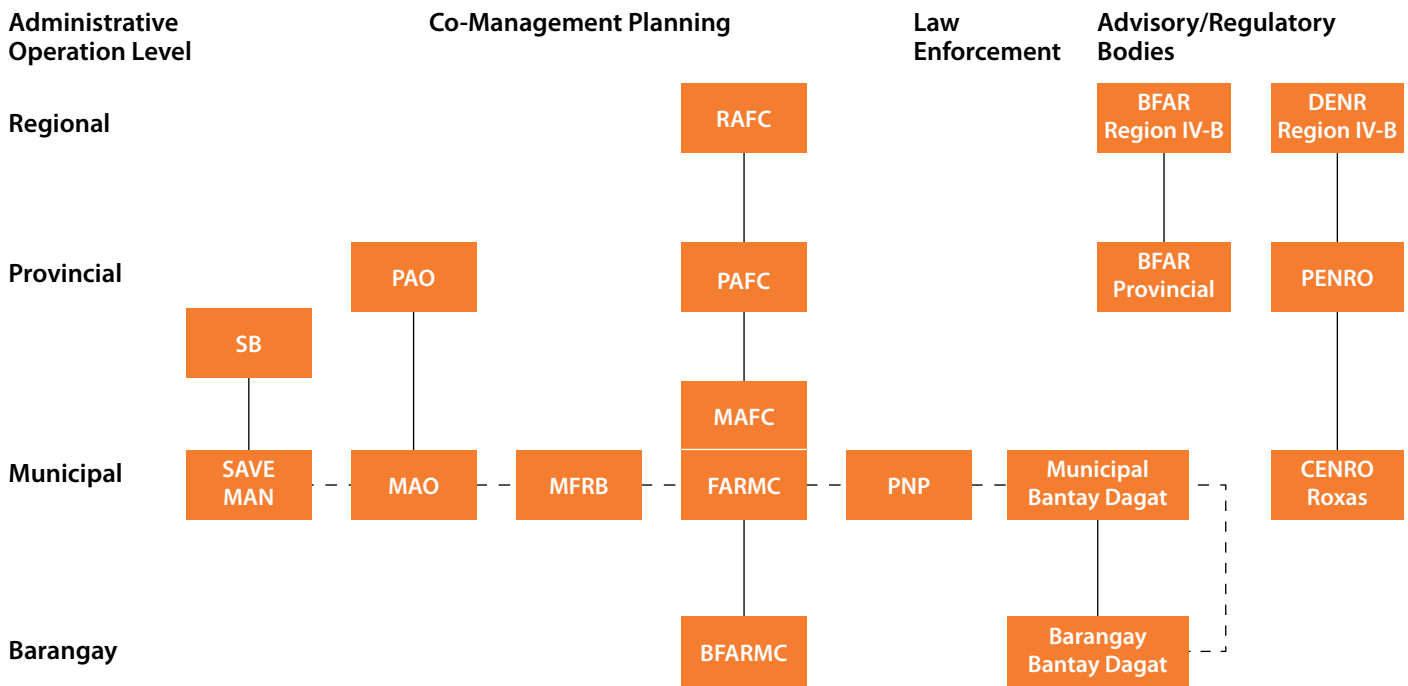 Administrative
Operation Level
Co-Management Planning
Law
Enforcement
Advisory/Regulatory
Bodies
Regional
RAFC
BFAR
Region IV-B
DENR
Region IV-B
Provincial
PAO
PAFC
BFAR
Provincial
PENRO
SB
MAFC
Municipal
SAVE
MAN
MAO
MFRB
FARMC
PNP
Municipal
Bantay Dagat
CENRO
Roxas
Barangay
BFARMC
Barangay
Bantay Dagat